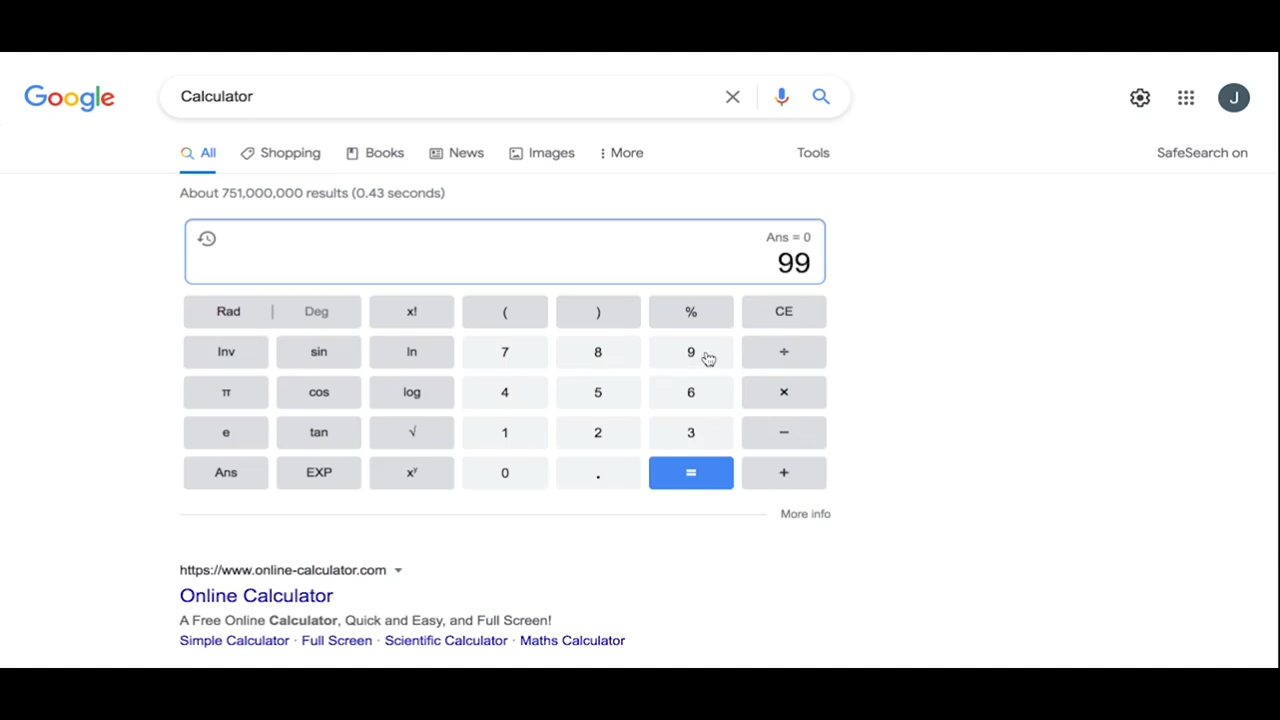 Google
Calculator
J
All Shopping Books News Images More Tools SafeSearch on
About 751,000,000 results (0.43 seconds)
Ans = 0
99
Rad | Deg x! ( ) % CE
Inv sin ln 7 8 9 ÷
π cos log 4 5 6 ×
e tan √ 1 2 3 −
Ans EXP xʸ 0 . = +
More info
https://www.online-calculator.com
Online Calculator
A Free Online Calculator, Quick and Easy, and Full Screen!
Simple Calculator · Full Screen · Scientific Calculator · Maths Calculator